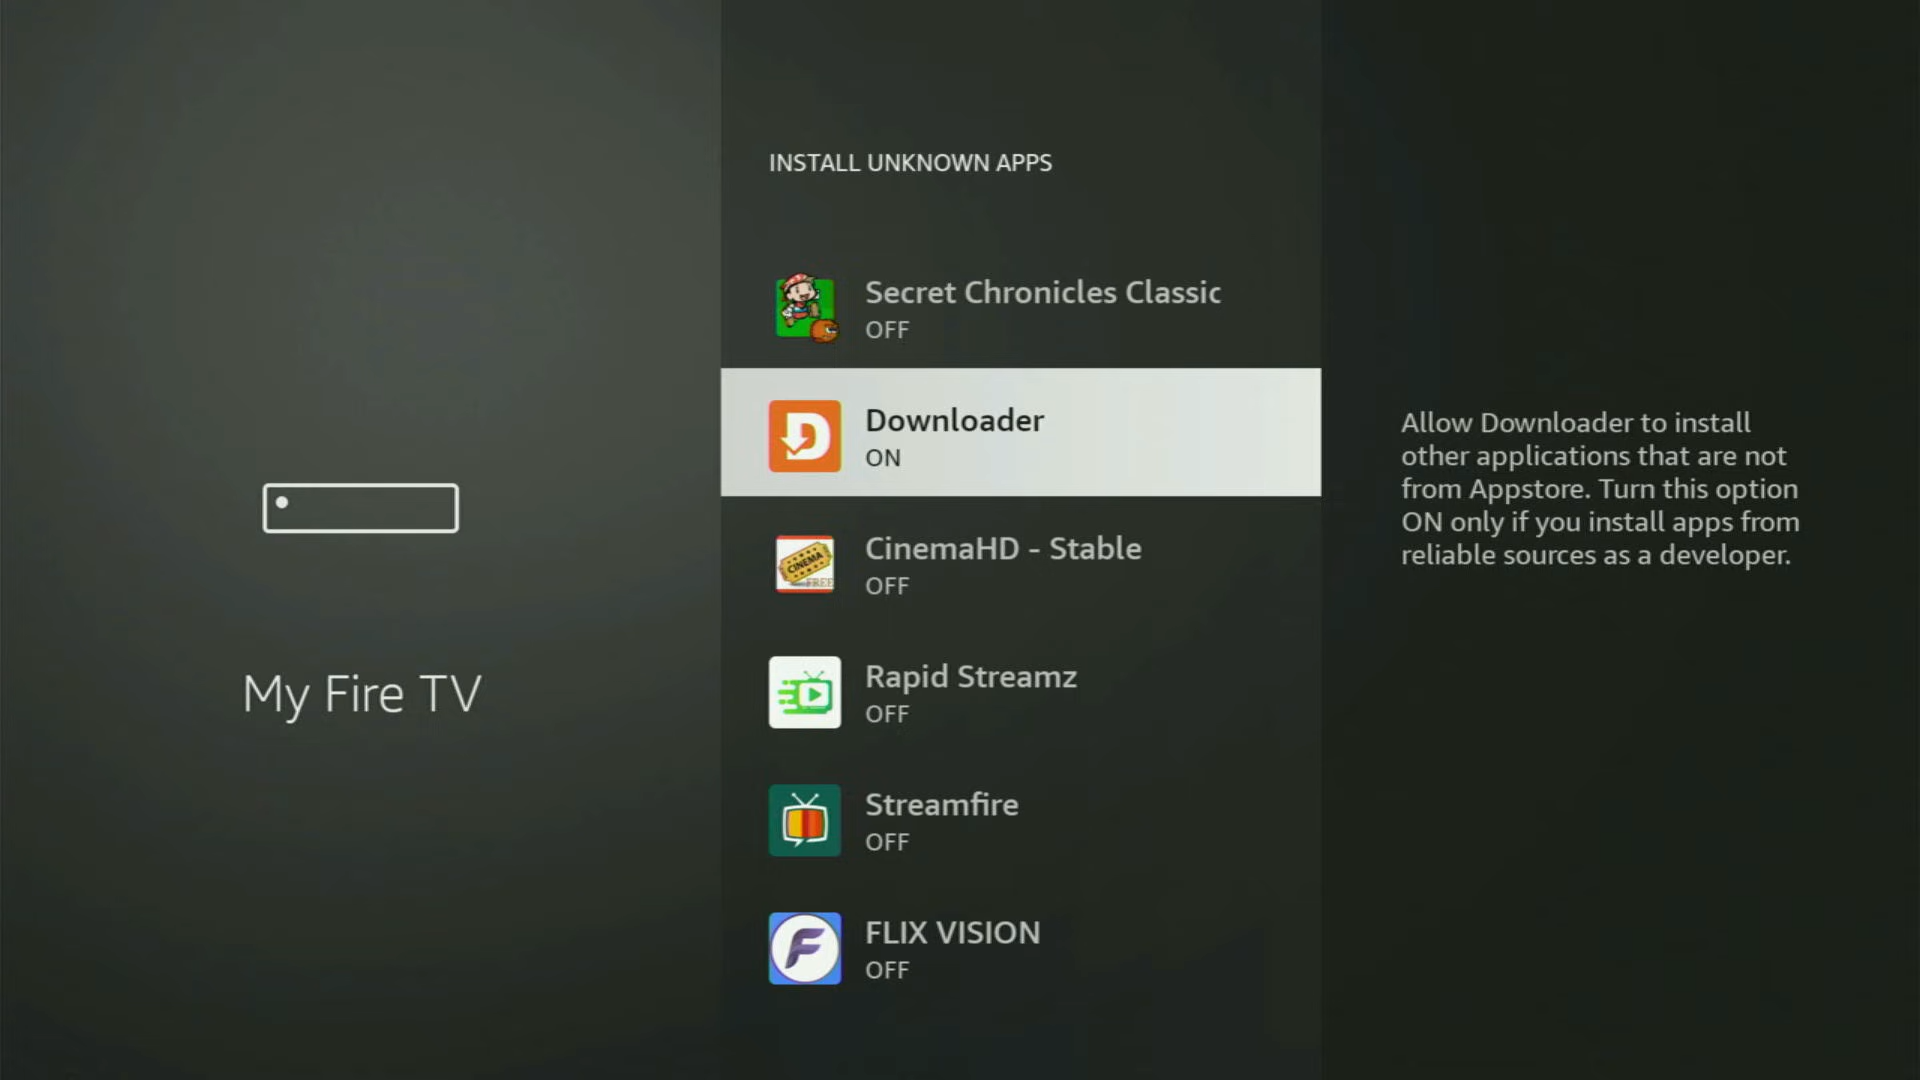 INSTALL UNKNOWN APPS
Secret Chronicles Classic
OFF
Downloader
ON
CINEMA
FREE
CinemaHD - Stable
OFF
Rapid Streamz
OFF
Streamfire
OFF
FLIX VISION
OFF
My Fire TV
Allow Downloader to install
other applications that are not
from Appstore. Turn this option
ON only if you install apps from
reliable sources as a developer.